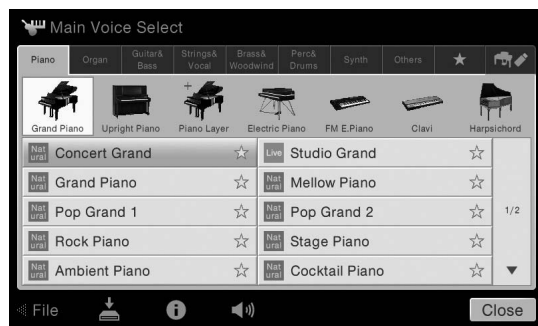 Main Voice Select
Piano
Organ
Guitar&
Bass
Strings&
Vocal
Brass&
Woodwind
Perc&
Drums
Synth
Others
Grand Piano
Upright Piano
Piano Layer
Electric Piano
FM E.Piano
Clavi
Harpsichord
Nat
ural
Concert Grand
Live
Studio Grand
Nat
ural
Grand Piano
Nat
ural
Mellow Piano
Nat
ural
Pop Grand 1
Nat
ural
Pop Grand 2
1/2
Nat
ural
Rock Piano
Nat
ural
Stage Piano
Nat
ural
Ambient Piano
Nat
ural
Cocktail Piano
File
Close